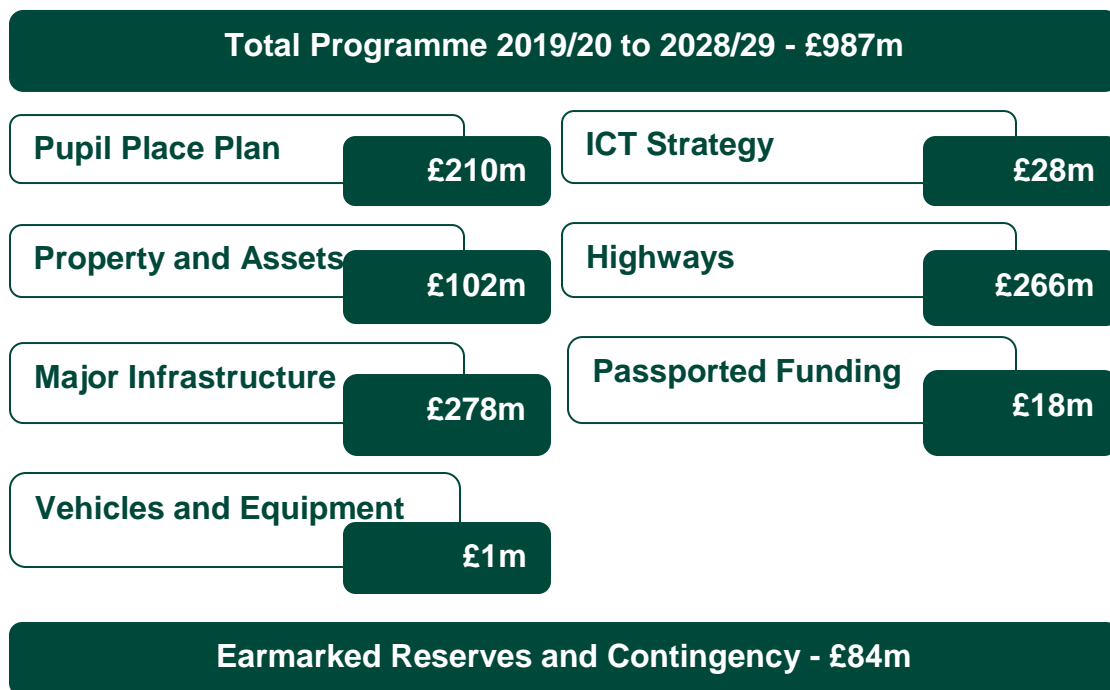 Total Programme 2019/20 to 2028/29 - £987m
Pupil Place Plan
£210m
ICT Strategy
£28m
Property and Assets
£102m
Highways
£266m
Major Infrastructure
£278m
Passported Funding
£18m
Vehicles and Equipment
£1m
Earmarked Reserves and Contingency - £84m